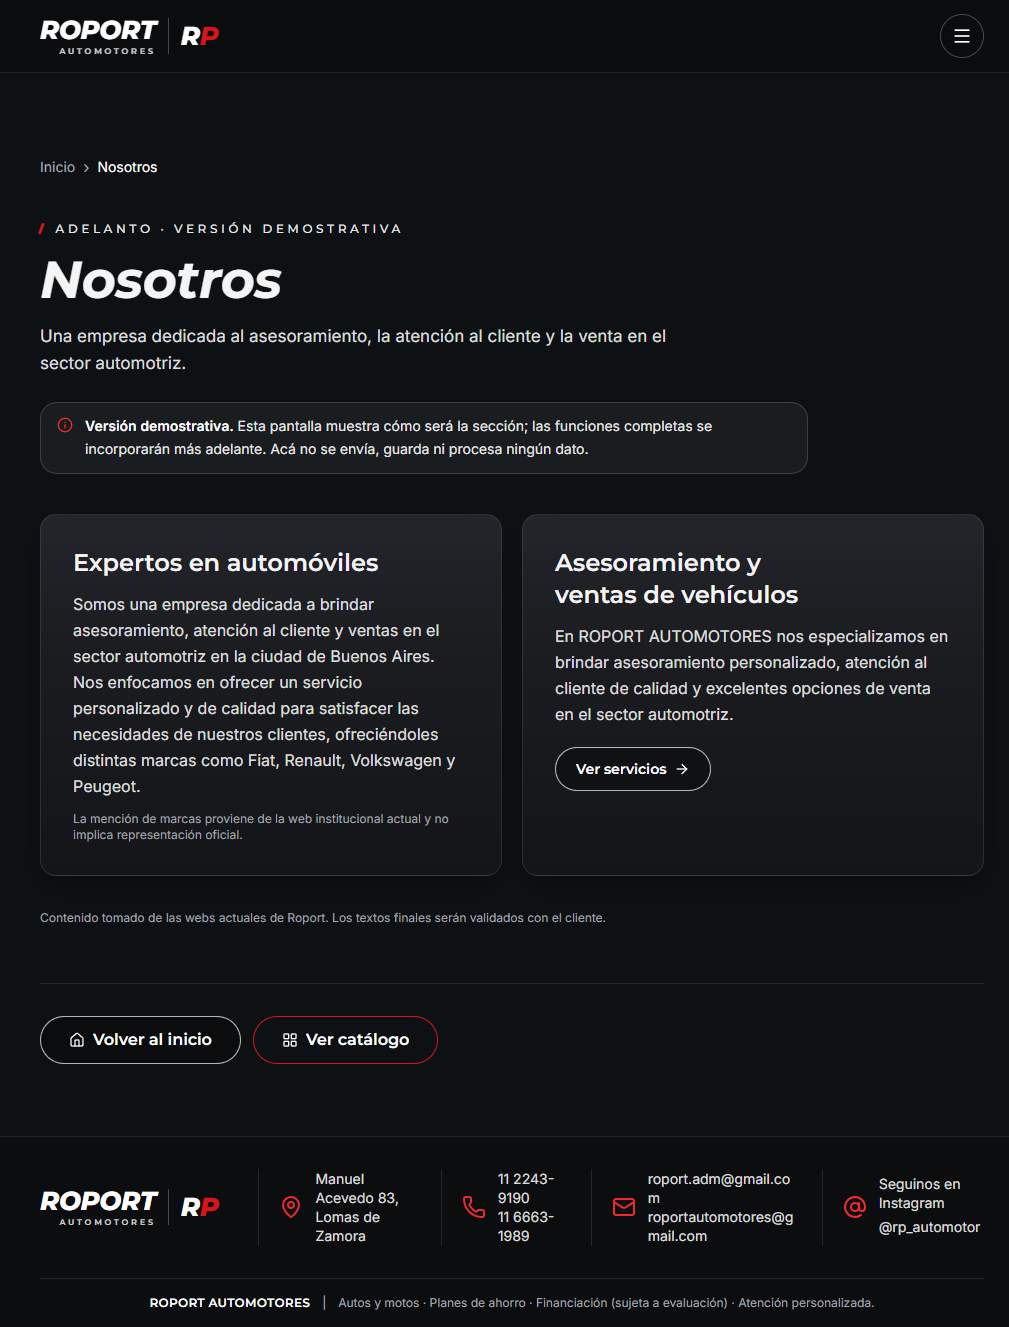 ROPORT
AUTOMOTORES
RP
Inicio › Nosotros
/ ADELANTO · VERSIÓN DEMOSTRATIVA
Nosotros
Una empresa dedicada al asesoramiento, la atención al cliente y la venta en el
sector automotriz.
Versión demostrativa. Esta pantalla muestra cómo será la sección; las funciones completas se
incorporarán más adelante. Acá no se envía, guarda ni procesa ningún dato.
Expertos en automóviles
Somos una empresa dedicada a brindar
asesoramiento, atención al cliente y ventas en el
sector automotriz en la ciudad de Buenos Aires.
Nos enfocamos en ofrecer un servicio
personalizado y de calidad para satisfacer las
necesidades de nuestros clientes, ofreciéndoles
distintas marcas como Fiat, Renault, Volkswagen y
Peugeot.
La mención de marcas proviene de la web institucional actual y no
implica representación oficial.
Asesoramiento y
ventas de vehículos
En ROPORT AUTOMOTORES nos especializamos en
brindar asesoramiento personalizado, atención al
cliente de calidad y excelentes opciones de venta
en el sector automotriz.
Ver servicios →
Contenido tomado de las webs actuales de Roport. Los textos finales serán validados con el cliente.
Volver al inicio
Ver catálogo
ROPORT
AUTOMOTORES
RP
Manuel
Acevedo 83,
Lomas de
Zamora
11 2243-
9190
11 6663-
1989
roport.adm@gmail.co
m
roportautomotores@g
mail.com
Seguinos en
Instagram
@rp_automotor
ROPORT AUTOMOTORES | Autos y motos · Planes de ahorro · Financiación (sujeta a evaluación) · Atención personalizada.